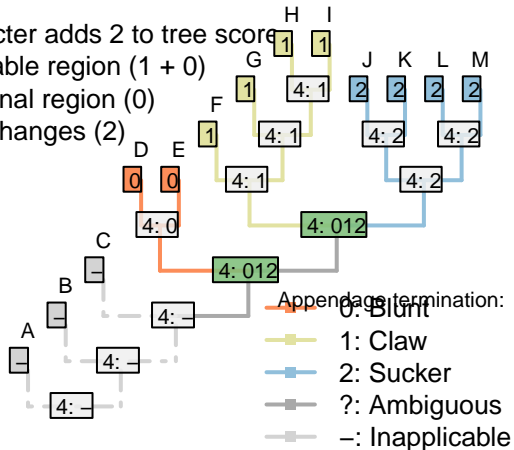 H I
cter adds 2 to tree score
1 1
G
J K L M
able region (1 + 0)
1 4: 1 2 2 2 2
nal region (0)
F
hanges (2)
1 4: 1 4: 2 4: 2
D E
0 0 4: 1 4: 2
4: 0 4: 012
C
– 4: 012
B
Appendage termination:
– 4: –
0: Blunt
A
1: Claw
– 4: –
2: Sucker
4: –
?: Ambiguous
–: Inapplicable